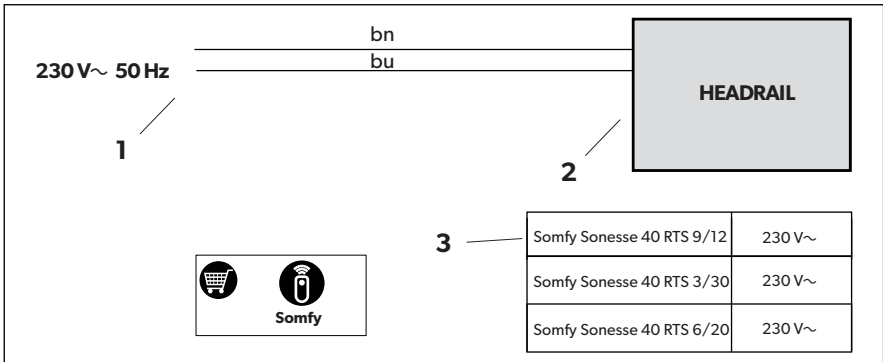 bn
230 V~ 50 Hz
bu
HEADRAIL
1
2
3
Somfy Sonesse 40 RTS 9/12 230 V~
Somfy Sonesse 40 RTS 3/30 230 V~
Somfy Sonesse 40 RTS 6/20 230 V~
Somfy